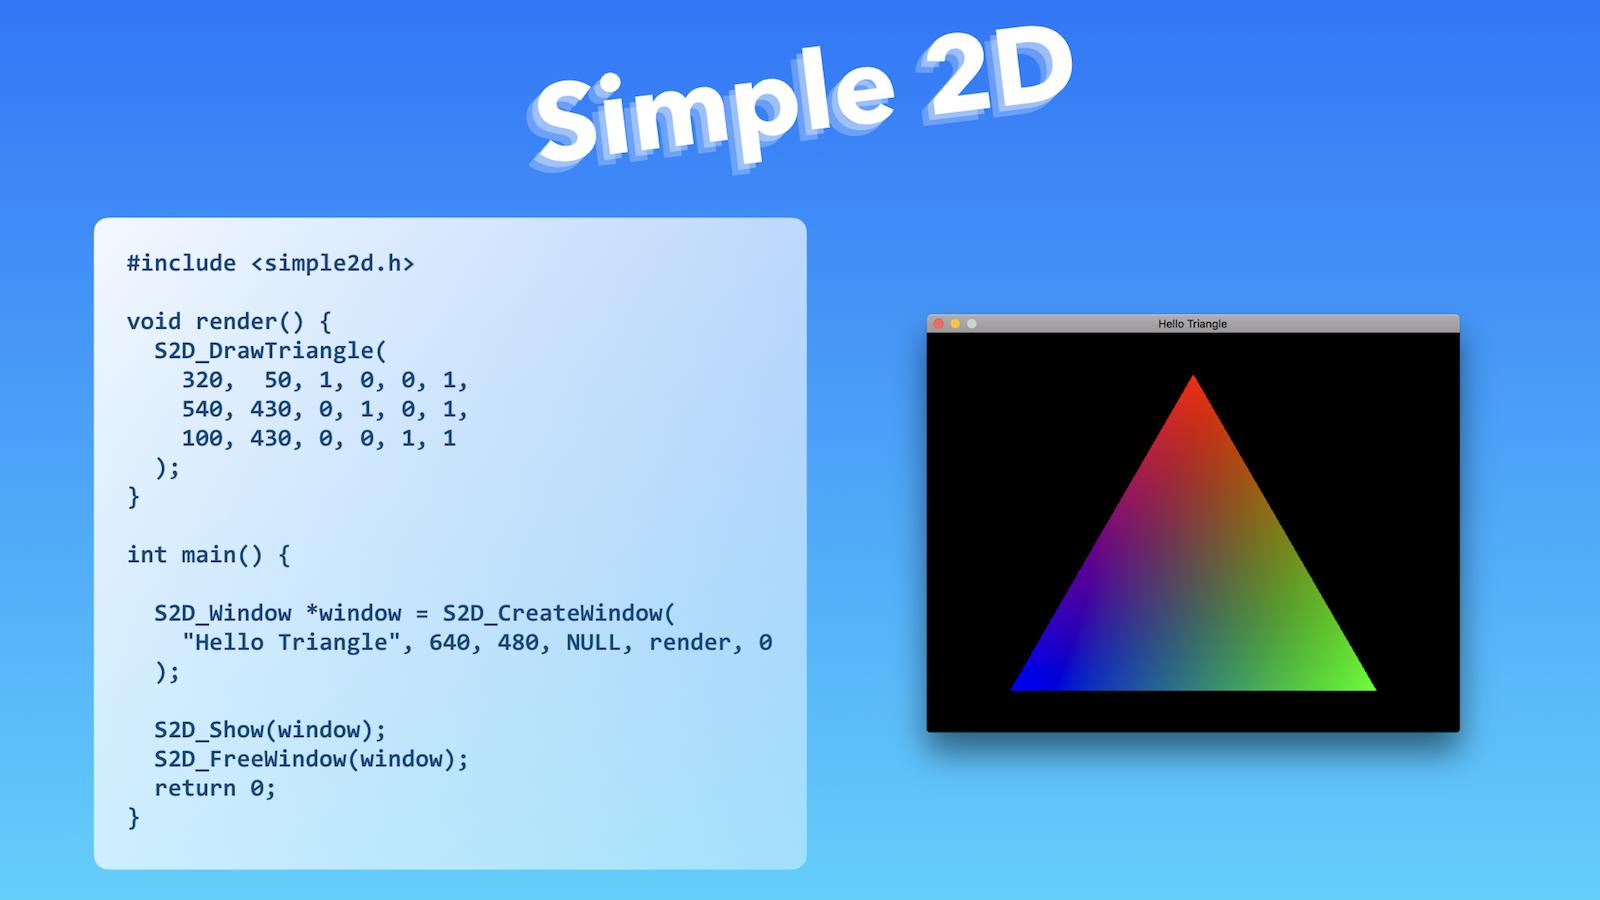 Simple 2D
#include <simple2d.h>
void render() {
  S2D_DrawTriangle(
    320,  50, 1, 0, 0, 1,
    540, 430, 0, 1, 0, 1,
    100, 430, 0, 0, 1, 1
  );
}
int main() {
  S2D_Window *window = S2D_CreateWindow(
    "Hello Triangle", 640, 480, NULL, render, 0
  );
  S2D_Show(window);
  S2D_FreeWindow(window);
  return 0;
}
Hello Triangle